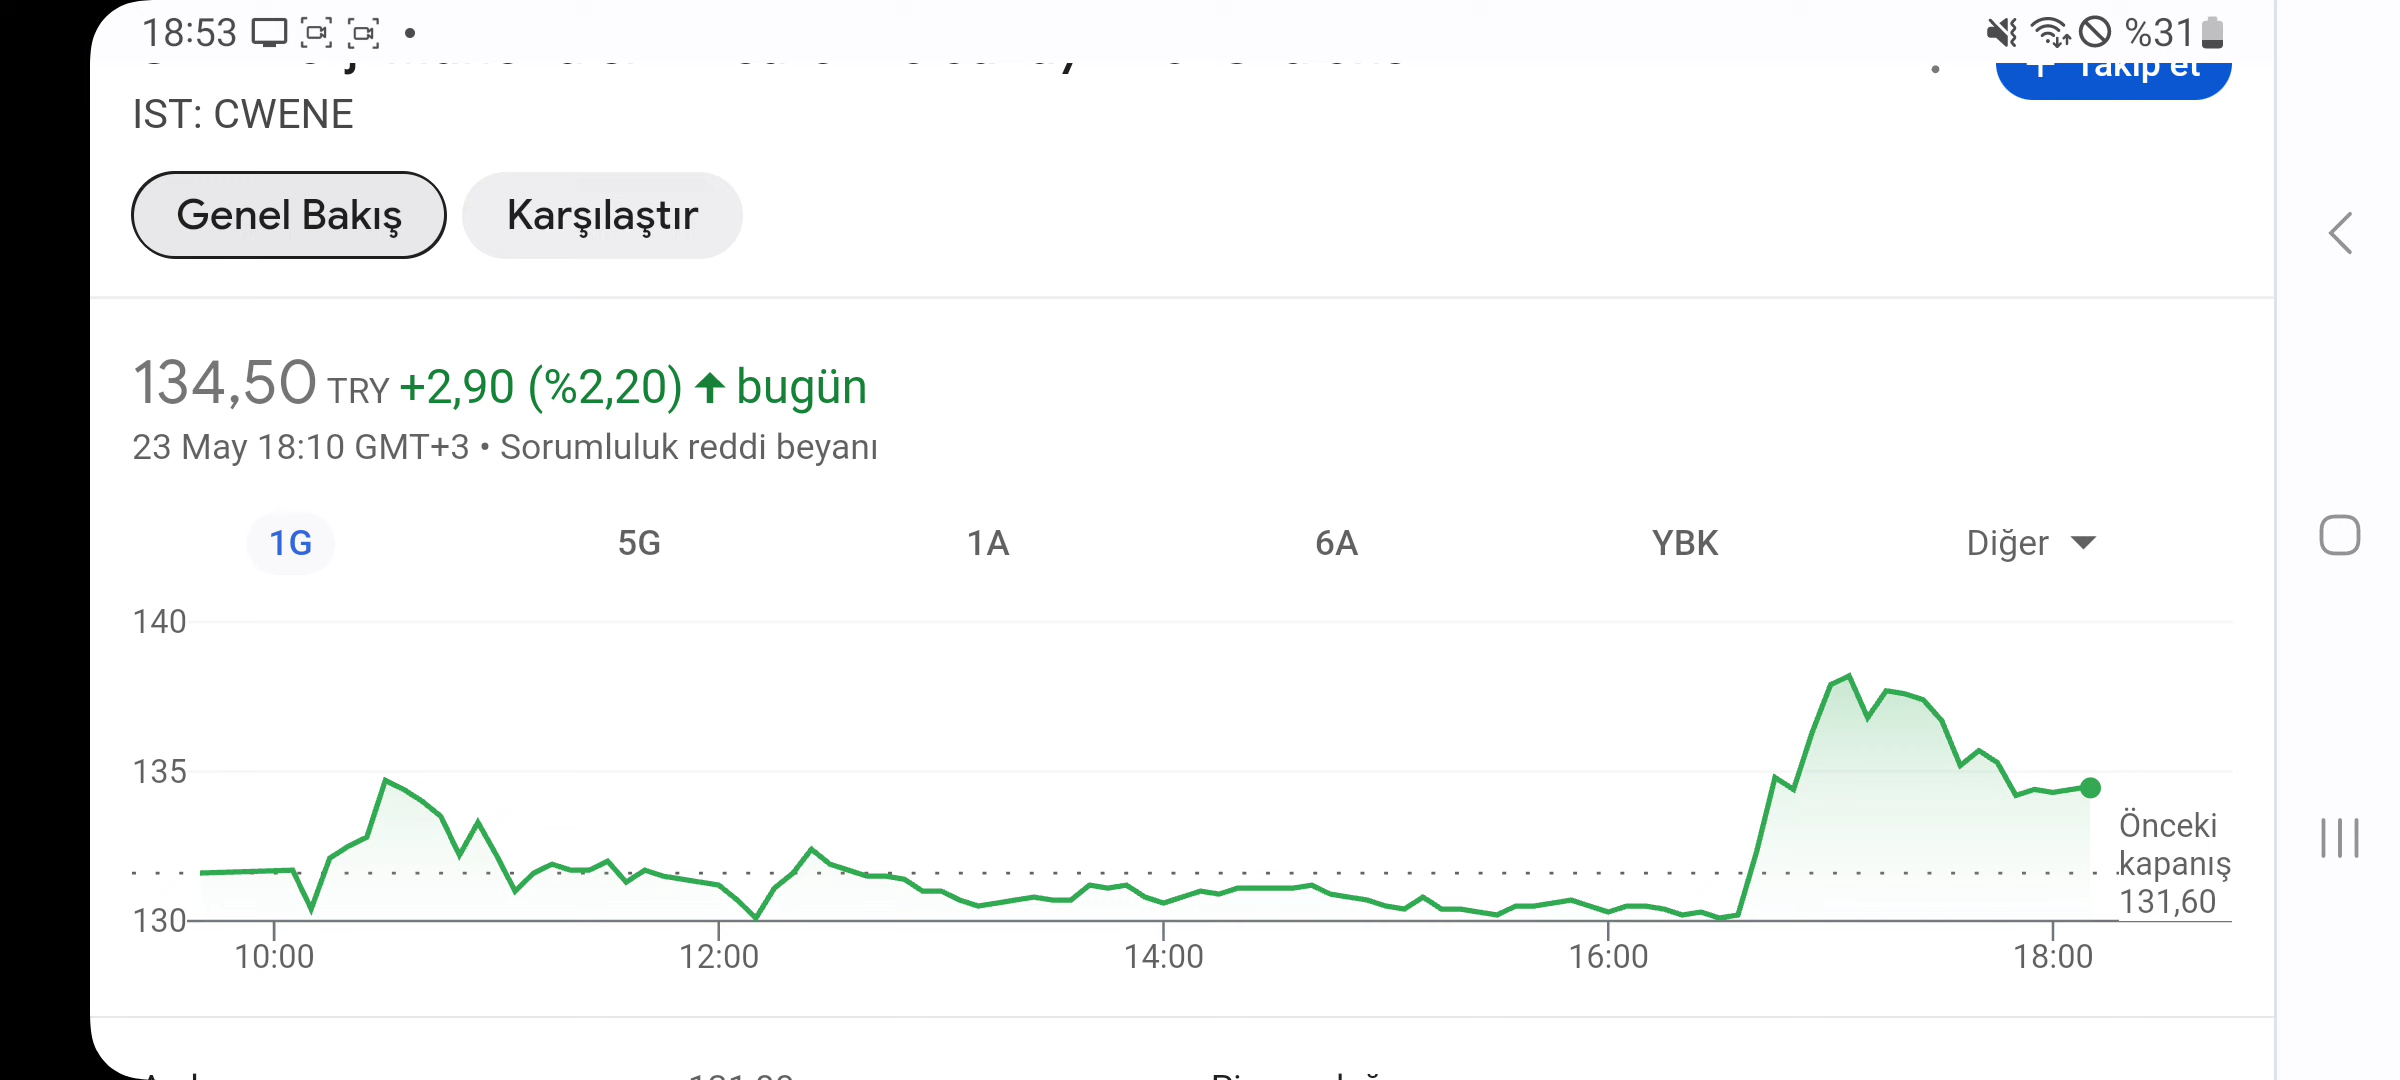 18:53
%31
Takip et
IST: CWENE
Genel Bakış
Karşılaştır
134,50 TRY +2,90 (%2,20) ↑ bugün
23 May 18:10 GMT+3 • Sorumluluk reddi beyanı
1G
5G
1A
6A
YBK
Diğer
140
135
130
Önceki
kapanış
131,60
10:00
12:00
14:00
16:00
18:00